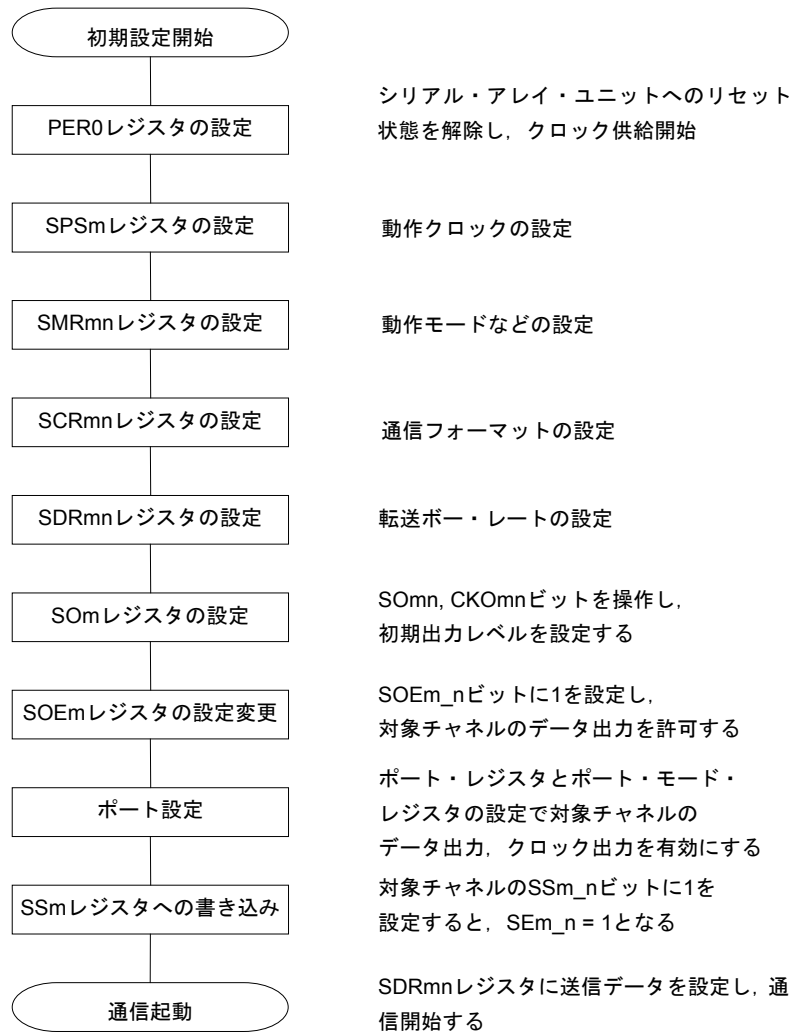 初期設定開始
シリアル・アレイ・ユニットへのリセット
PER0レジスタの設定
状態を解除し，クロック供給開始
SPSmレジスタの設定
動作クロックの設定
SMRmnレジスタの設定
動作モードなどの設定
SCRmnレジスタの設定
通信フォーマットの設定
SDRmnレジスタの設定
転送ボー・レートの設定
SOmレジスタの設定
SOmn, CKOmnビットを操作し，
初期出力レベルを設定する
SOEmレジスタの設定変更
SOEm_nビットに1を設定し，
対象チャネルのデータ出力を許可する
ポート設定
ポート・レジスタとポート・モード・
レジスタの設定で対象チャネルの
データ出力，クロック出力を有効にする
SSmレジスタへの書き込み
対象チャネルのSSm_nビットに1を
設定すると，SEm_n = 1となる
通信起動
SDRmnレジスタに送信データを設定し，通
信開始する